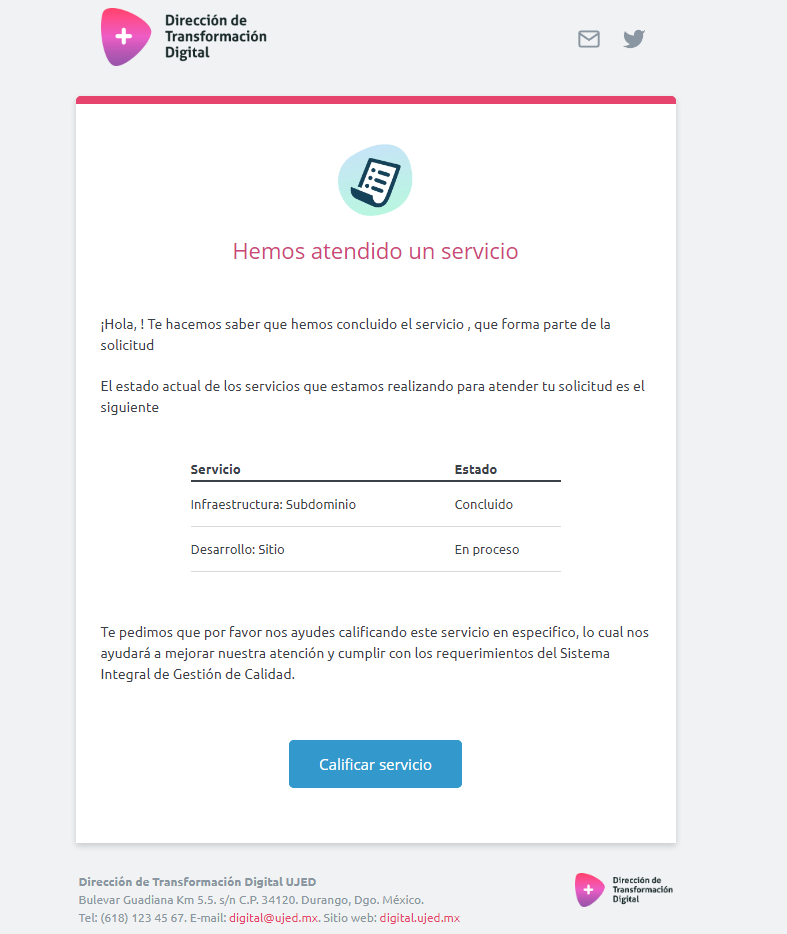 Dirección de
Transformación
Digital
Hemos atendido un servicio
¡Hola, ! Te hacemos saber que hemos concluido el servicio , que forma parte de la
solicitud
El estado actual de los servicios que estamos realizando para atender tu solicitud es el
siguiente
Servicio Estado
Infraestructura: Subdominio Concluido
Desarrollo: Sitio En proceso
Te pedimos que por favor nos ayudes calificando este servicio en especifico, lo cual nos
ayudará a mejorar nuestra atención y cumplir con los requerimientos del Sistema
Integral de Gestión de Calidad.
Calificar servicio
Dirección de Transformación Digital UJED
Bulevar Guadiana Km 5.5. s/n C.P. 34120. Durango, Dgo. México.
Tel: (618) 123 45 67. E-mail: digital@ujed.mx. Sitio web: digital.ujed.mx
Dirección de
Transformación
Digital